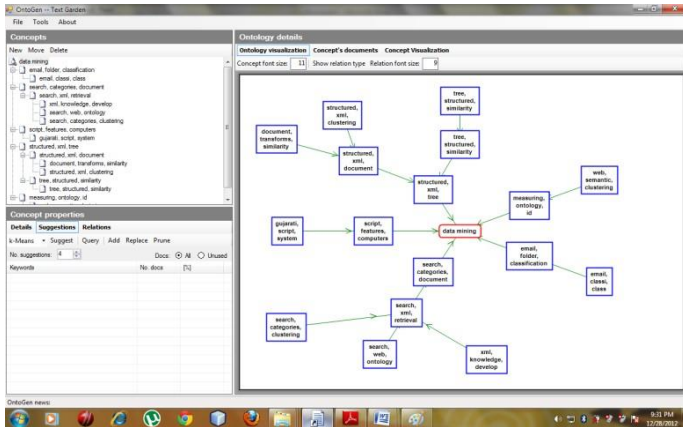 OntoGen -- Text Garden
File Tools About
Concepts
New Move Delete
data mining
email, folder, classification
email, classi, class
search, categories, document
search, xml, retrieval
xml, knowledge, develop
search, web, ontology
search, categories, clustering
script, features, computers
gujarati, script, system
structured, xml, tree
structured, xml, document
document, transforms, similarity
structured, xml, clustering
tree, structured, similarity
tree, structured, similarity
measuring, ontology, id
Concept properties
Details Suggestions Relations
k-Means Suggest Query Add Replace Prune
No. suggestions: 4 Docs: All Unused
Keywords No. docs [%]
Ontology details
Ontology visualization Concept's documents Concept Visualization
Concept font size: 11 Show relation type Relation font size: 9
tree,
structured,
similarity
structured,
xml,
clustering
document,
transforms,
similarity
tree,
structured,
similarity
structured,
xml,
document
web,
semantic,
clustering
structured,
xml,
tree
measuring,
ontology,
id
gujarati,
script,
system
script,
features,
computers
data mining
email,
folder,
classification
search,
categories,
document
email,
classi,
class
search,
xml,
retrieval
search,
categories,
clustering
search,
web,
ontology
xml,
knowledge,
develop
OntoGen news:
9:31 PM
12/28/2012